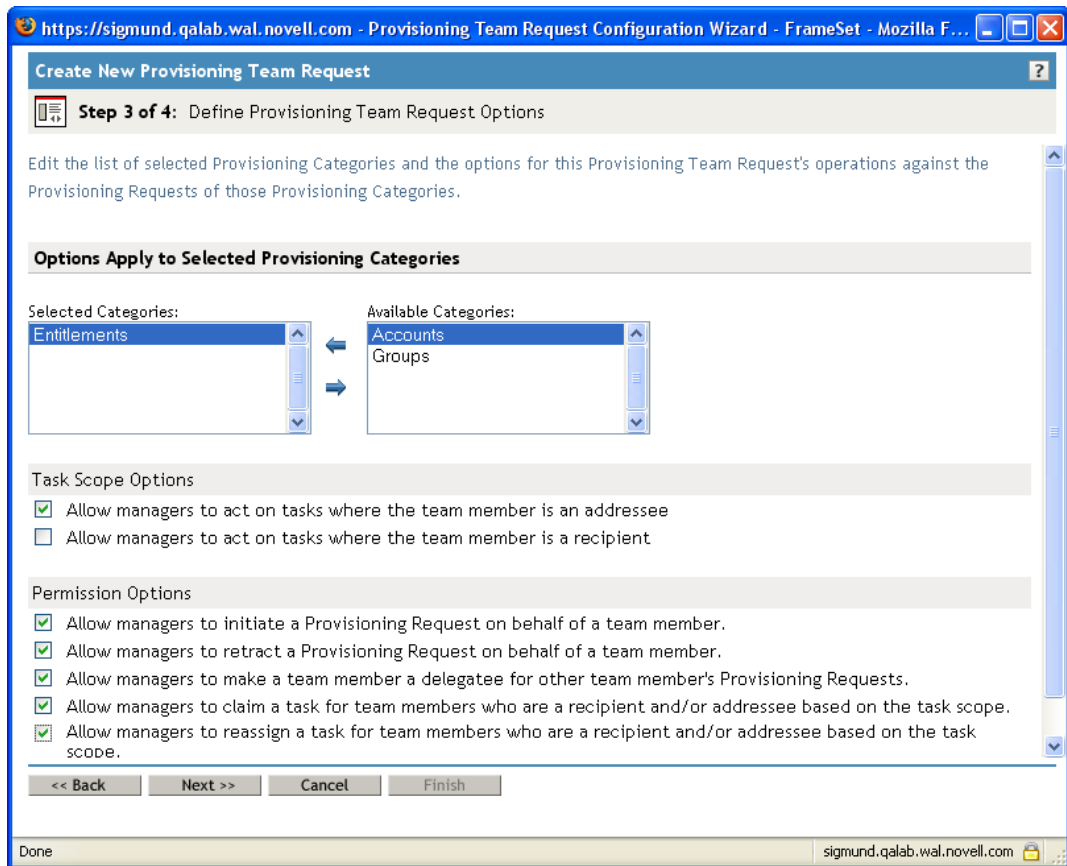 https://sigmund.qalab.wal.novell.com - Provisioning Team Request Configuration Wizard - FrameSet - Mozilla F...
Create New Provisioning Team Request
?
Step 3 of 4: Define Provisioning Team Request Options
Edit the list of selected Provisioning Categories and the options for this Provisioning Team Request's operations against the
Provisioning Requests of those Provisioning Categories.
Options Apply to Selected Provisioning Categories
Selected Categories:
Entitlements
Available Categories:
Accounts
Groups
Task Scope Options
Allow managers to act on tasks where the team member is an addressee
Allow managers to act on tasks where the team member is a recipient
Permission Options
Allow managers to initiate a Provisioning Request on behalf of a team member.
Allow managers to retract a Provisioning Request on behalf of a team member.
Allow managers to make a team member a delegatee for other team member's Provisioning Requests.
Allow managers to claim a task for team members who are a recipient and/or addressee based on the task scope.
Allow managers to reassign a task for team members who are a recipient and/or addressee based on the task
scope.
<< Back
Next >>
Cancel
Finish
Done
sigmund.qalab.wal.novell.com